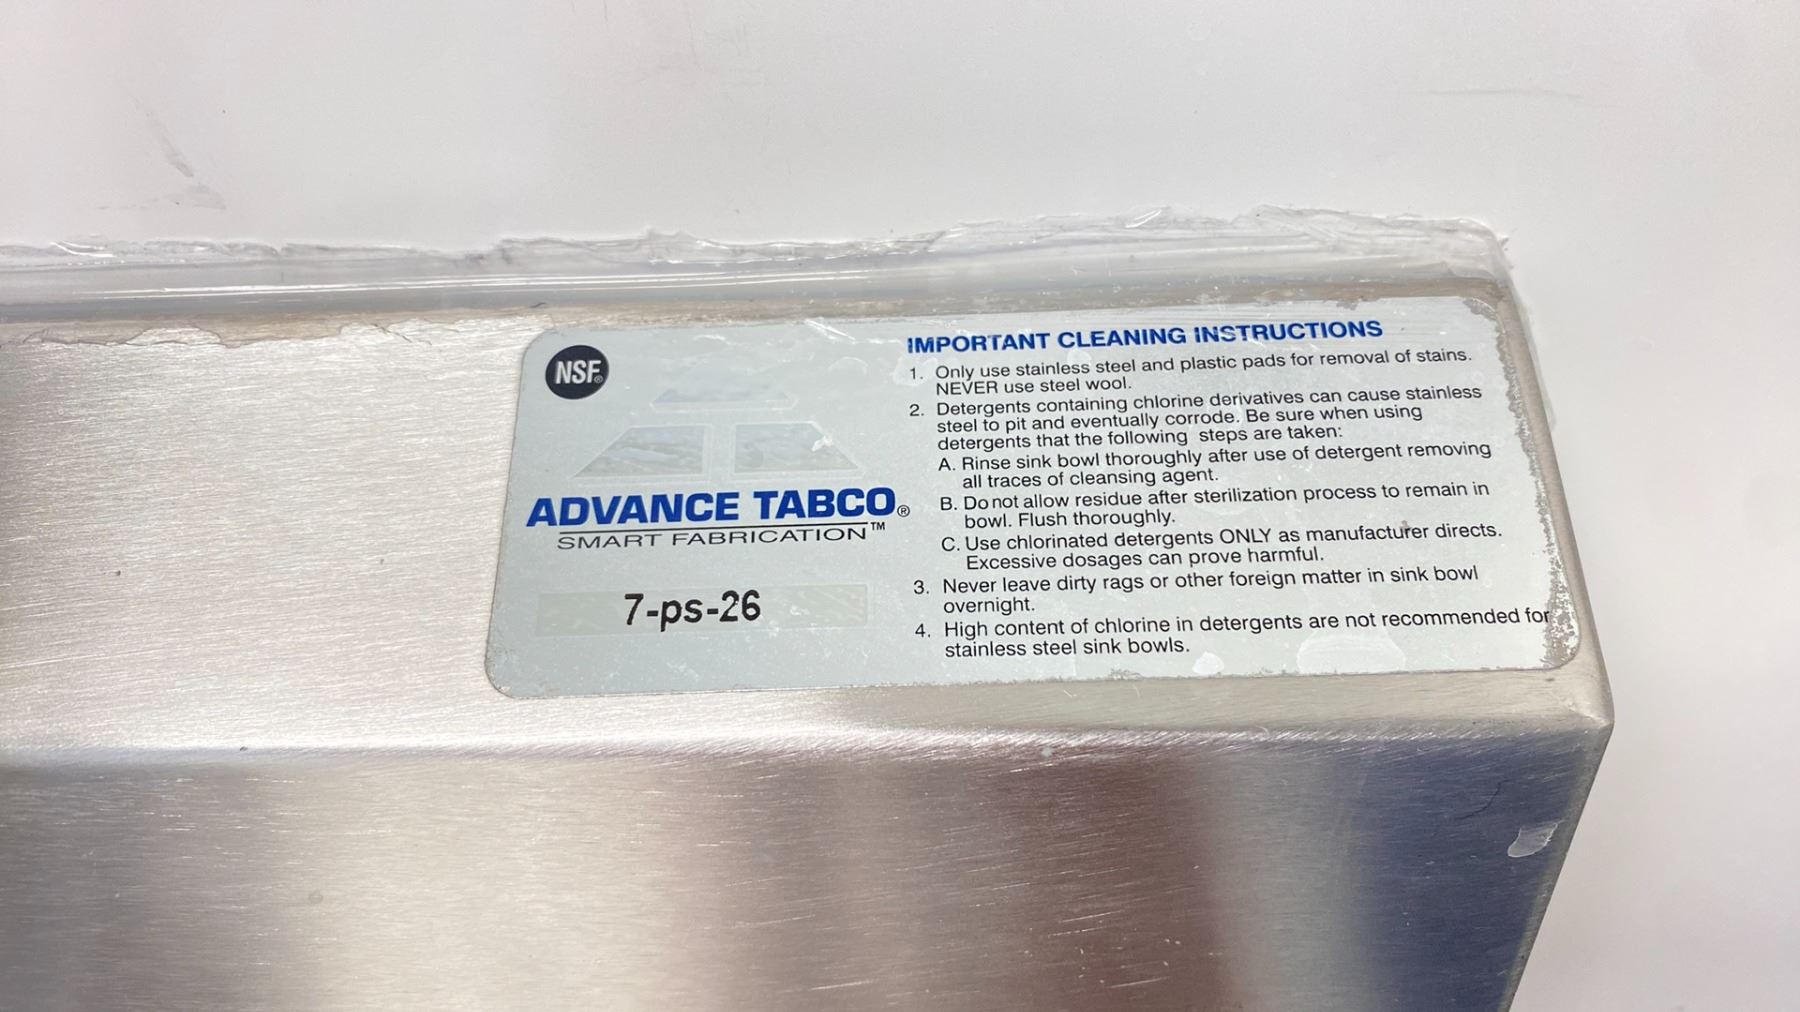 NSF®
ADVANCE TABCO®
SMART FABRICATION™
7-ps-26
IMPORTANT CLEANING INSTRUCTIONS
1. Only use stainless steel and plastic pads for removal of stains.
NEVER use steel wool.
2. Detergents containing chlorine derivatives can cause stainless
steel to pit and eventually corrode. Be sure when using
detergents that the following steps are taken:
A. Rinse sink bowl thoroughly after use of detergent removing
all traces of cleansing agent.
B. Do not allow residue after sterilization process to remain in
bowl. Flush thoroughly.
C. Use chlorinated detergents ONLY as manufacturer directs.
Excessive dosages can prove harmful.
3. Never leave dirty rags or other foreign matter in sink bowl
overnight.
4. High content of chlorine in detergents are not recommended for
stainless steel sink bowls.